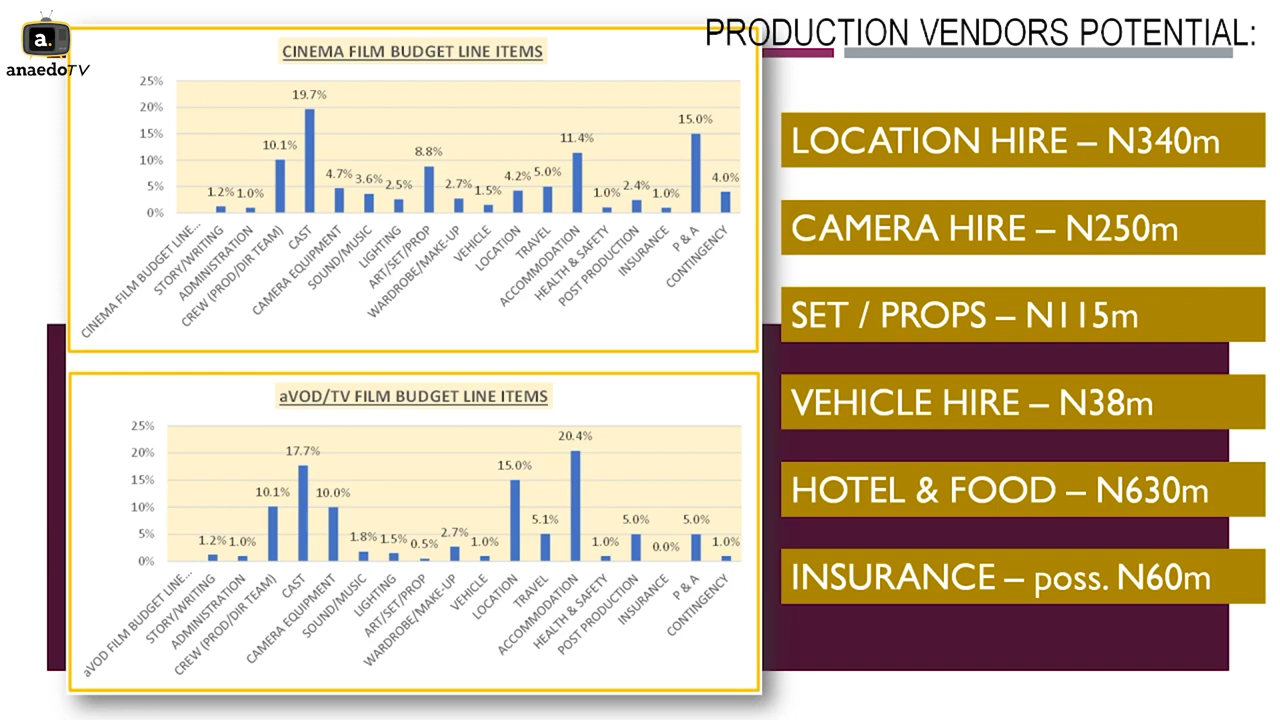 a.
anaedoTV
PRODUCTION VENDORS POTENTIAL:
CINEMA FILM BUDGET LINE ITEMS
25%
20%
15%
10%
5%
0%
1.2%
1.0%
10.1%
19.7%
4.7%
3.6%
2.5%
8.8%
2.7%
1.5%
4.2%
5.0%
11.4%
1.0%
2.4%
1.0%
15.0%
4.0%
CINEMA FILM BUDGET LINE...
STORY/WRITING
ADMINISTRATION
CREW (PROD/DIR TEAM)
CAST
CAMERA EQUIPMENT
SOUND/MUSIC
LIGHTING
ART/SET/PROP
WARDROBE/MAKE-UP
VEHICLE
LOCATION
TRAVEL
ACCOMMODATION
HEALTH & SAFETY
POST PRODUCTION
INSURANCE
P & A
CONTINGENCY
aVOD/TV FILM BUDGET LINE ITEMS
25%
20%
15%
10%
5%
0%
1.2%
1.0%
10.1%
17.7%
10.0%
1.8%
1.5%
0.5%
2.7%
1.0%
15.0%
5.1%
20.4%
1.0%
5.0%
0.0%
5.0%
1.0%
aVOD FILM BUDGET LINE...
STORY/WRITING
ADMINISTRATION
CREW (PROD/DIR TEAM)
CAST
CAMERA EQUIPMENT
SOUND/MUSIC
LIGHTING
ART/SET/PROP
WARDROBE/MAKE-UP
VEHICLE
LOCATION
TRAVEL
ACCOMMODATION
HEALTH & SAFETY
POST PRODUCTION
INSURANCE
P & A
CONTINGENCY
LOCATION HIRE – N340m
CAMERA HIRE – N250m
SET / PROPS – N115m
VEHICLE HIRE – N38m
HOTEL & FOOD – N630m
INSURANCE – poss. N60m